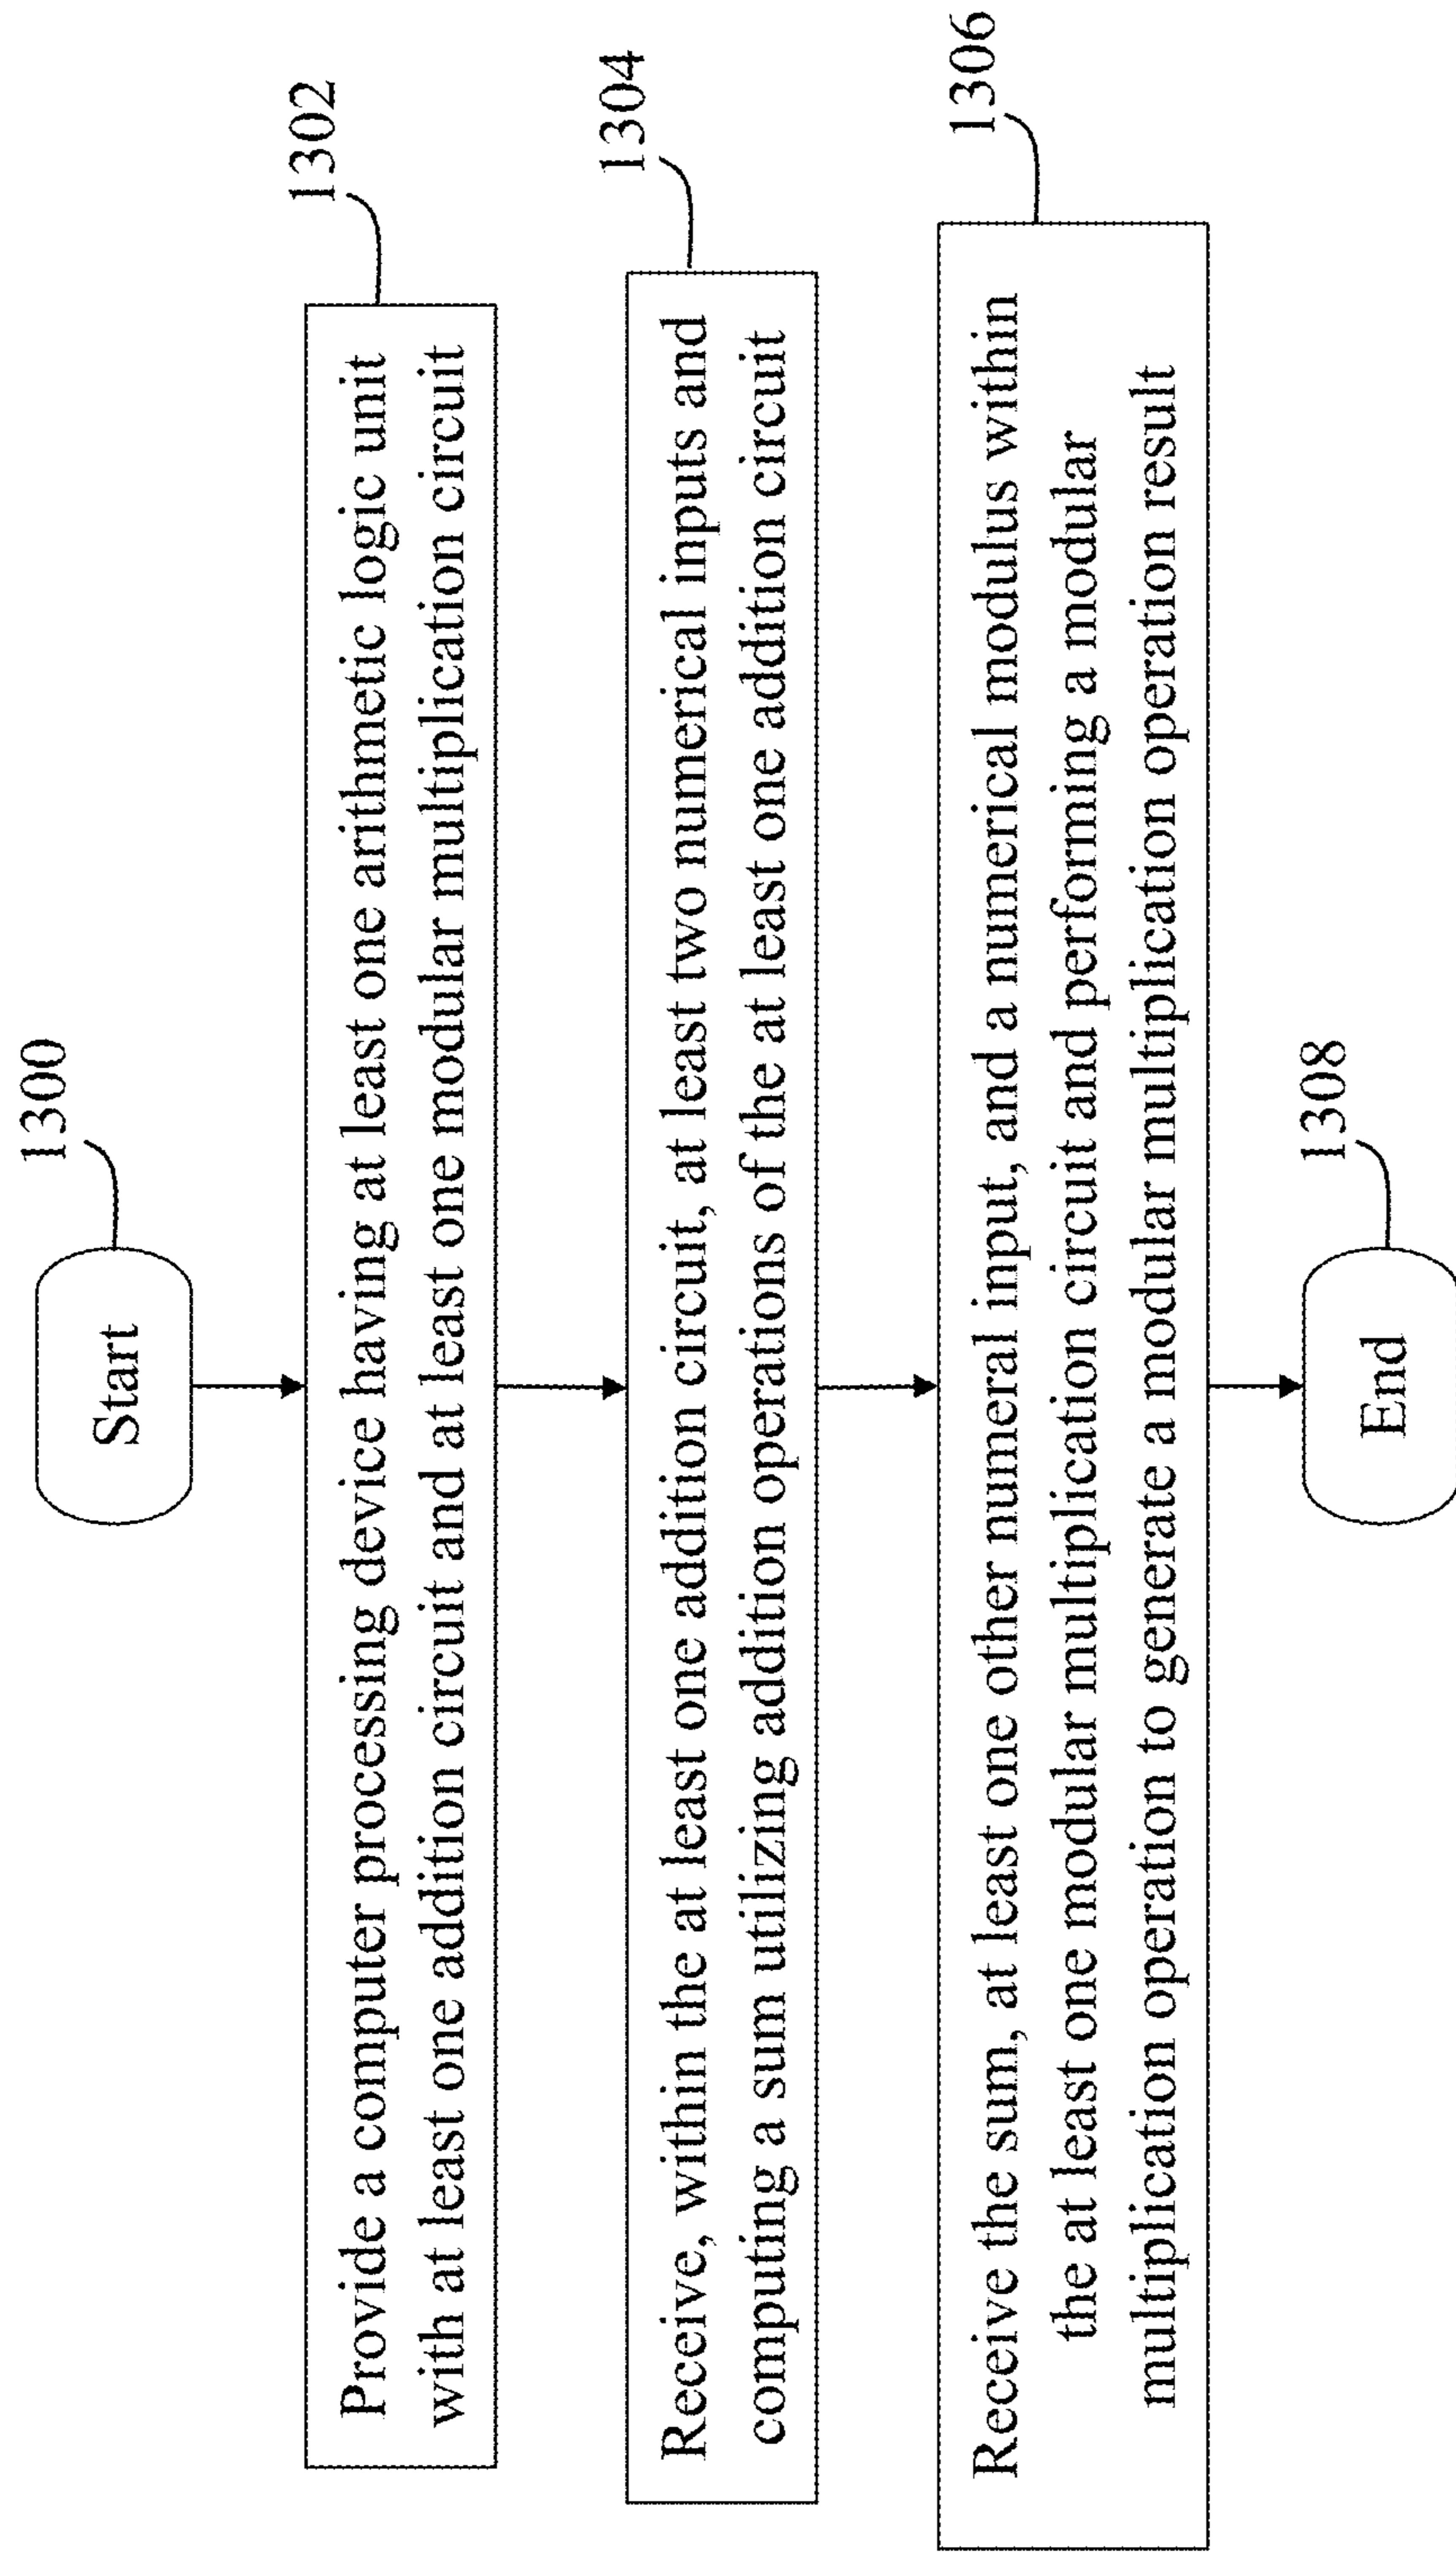 1300
Start
1302
Provide a computer processing device having at least one arithmetic logic unit
with at least one addition circuit and at least one modular multiplication circuit
1304
Receive, within the at least one addition circuit, at least two numerical inputs and
computing a sum utilizing addition operations of the at least one addition circuit
1306
Receive the sum, at least one other numeral input, and a numerical modulus within
the at least one modular multiplication circuit and performing a modular
multiplication operation to generate a modular multiplication operation result
1308
End